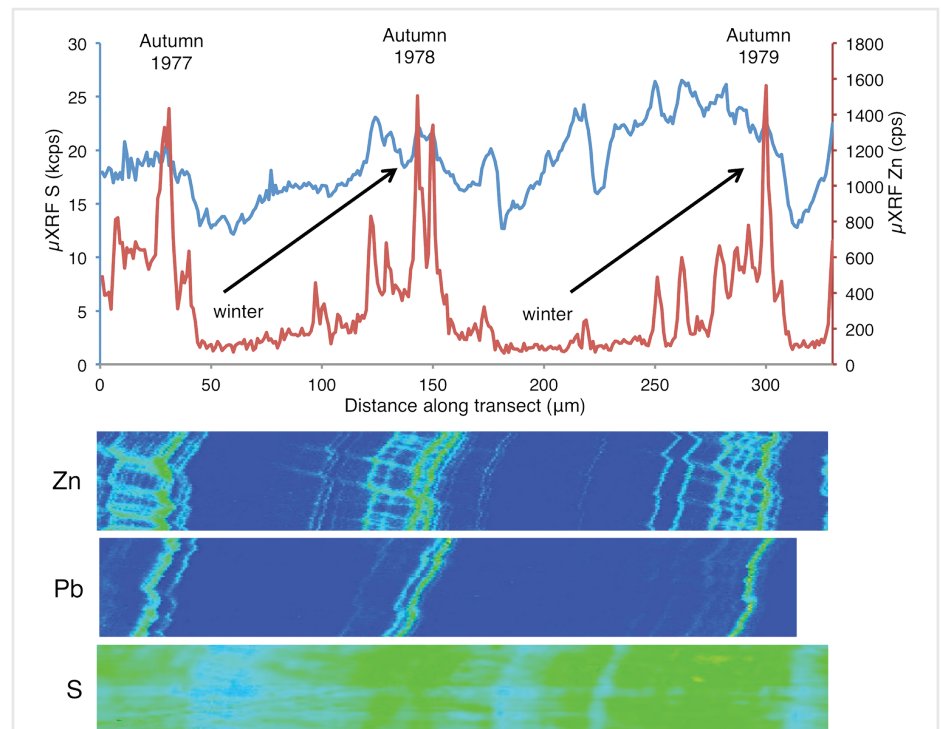 Autumn
1977
Autumn
1978
Autumn
1979
30
25
20
15
10
5
0
μXRF S (kcps)
1800
1600
1400
1200
1000
800
600
400
200
0
μXRF Zn (cps)
winter
winter
0 50 100 150 200 250 300
Distance along transect (μm)
Zn
Pb
S